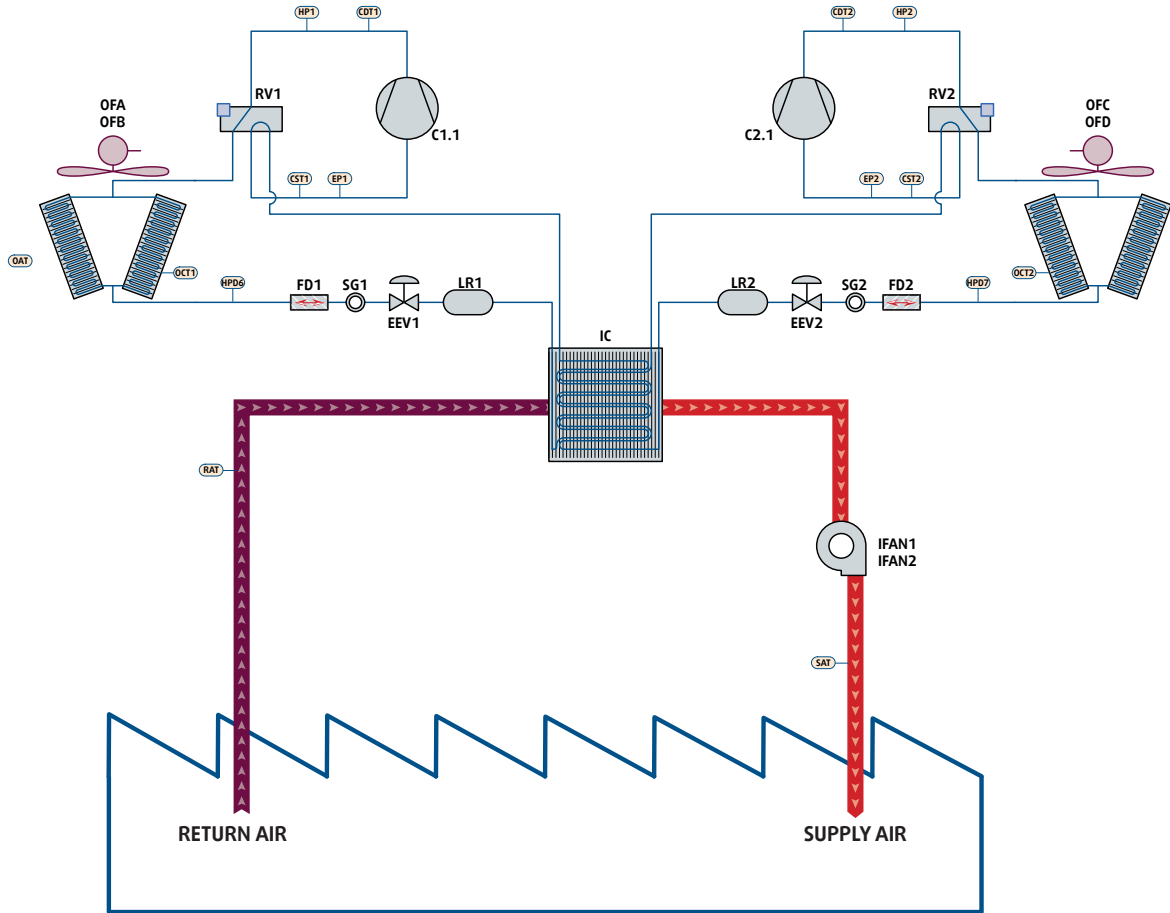 HP1
CDT1
CDT2
HP2
RV1
RV2
OFA
OFB
OFC
OFD
C1.1
C2.1
CST1
EP1
EP2
CST2
OAT
OCT1
OCT2
HPD6
FD1
SG1
EEV1
LR1
LR2
EEV2
SG2
FD2
HPD7
IC
RAT
IFAN1
IFAN2
SAT
RETURN AIR
SUPPLY AIR